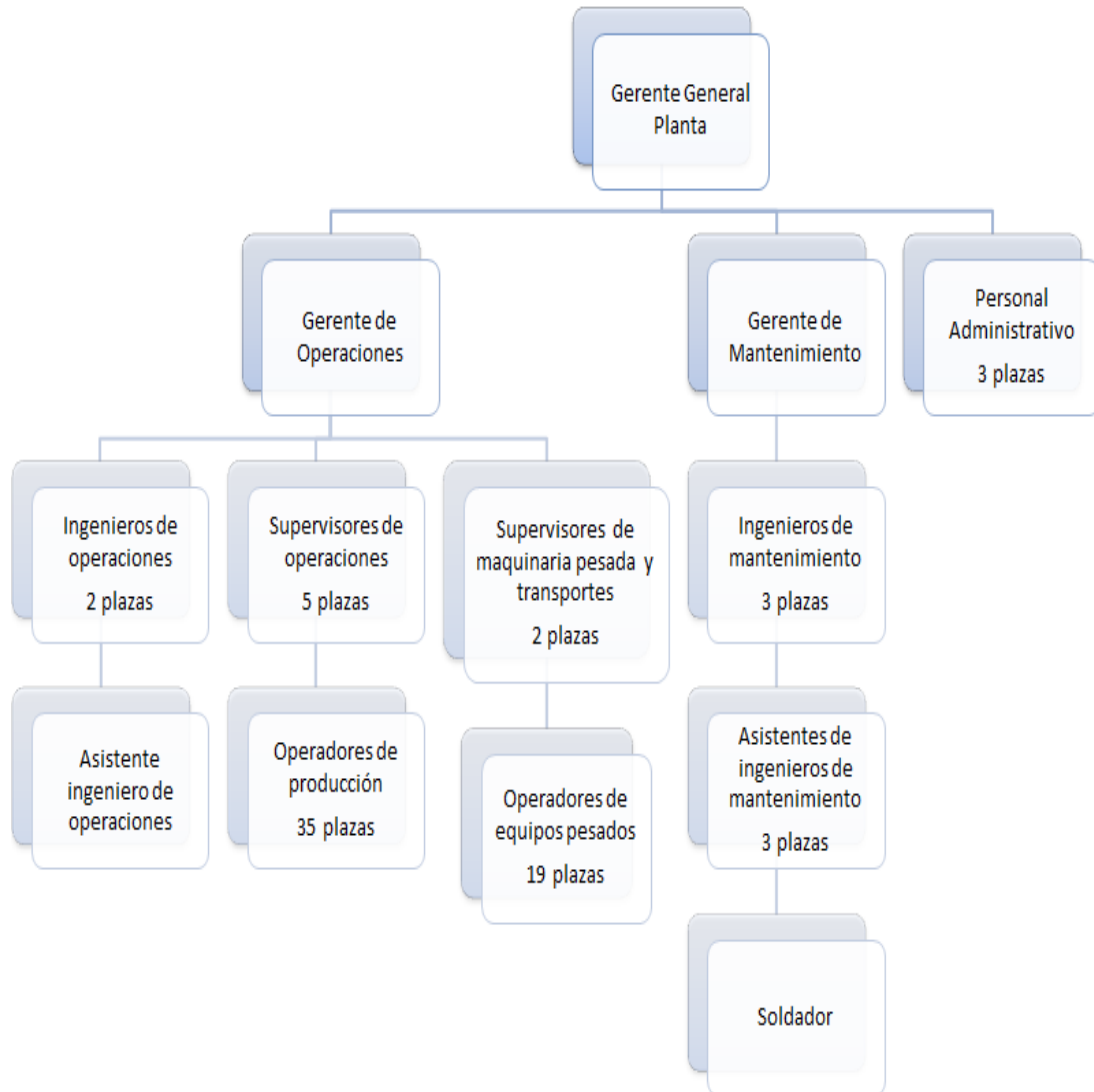 Gerente General
Planta
Gerente de
Operaciones
Gerente de
Mantenimiento
Personal
Administrativo
3 plazas
Ingenieros de
operaciones
2 plazas
Supervisores de
operaciones
5 plazas
Supervisores de
maquinaria pesada y
transportes
2 plazas
Ingenieros de
mantenimiento
3 plazas
Asistente
ingeniero de
operaciones
Operadores de
producción
35 plazas
Operadores de
equipos pesados
19 plazas
Asistentes de
ingenieros de
mantenimiento
3 plazas
Soldador